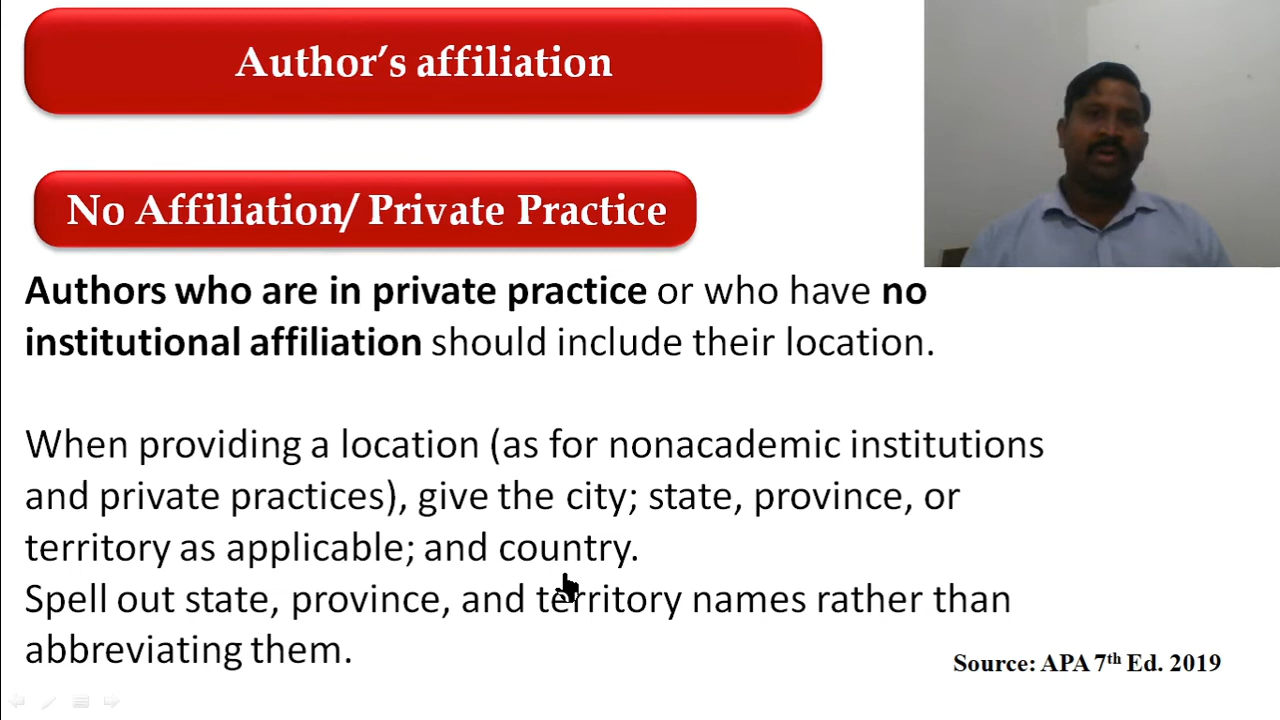 Author’s affiliation
No Affiliation/ Private Practice
Authors who are in private practice or who have no
institutional affiliation should include their location.
When providing a location (as for nonacademic institutions
and private practices), give the city; state, province, or
territory as applicable; and country.
Spell out state, province, and territory names rather than
abbreviating them.
Source: APA 7th Ed. 2019